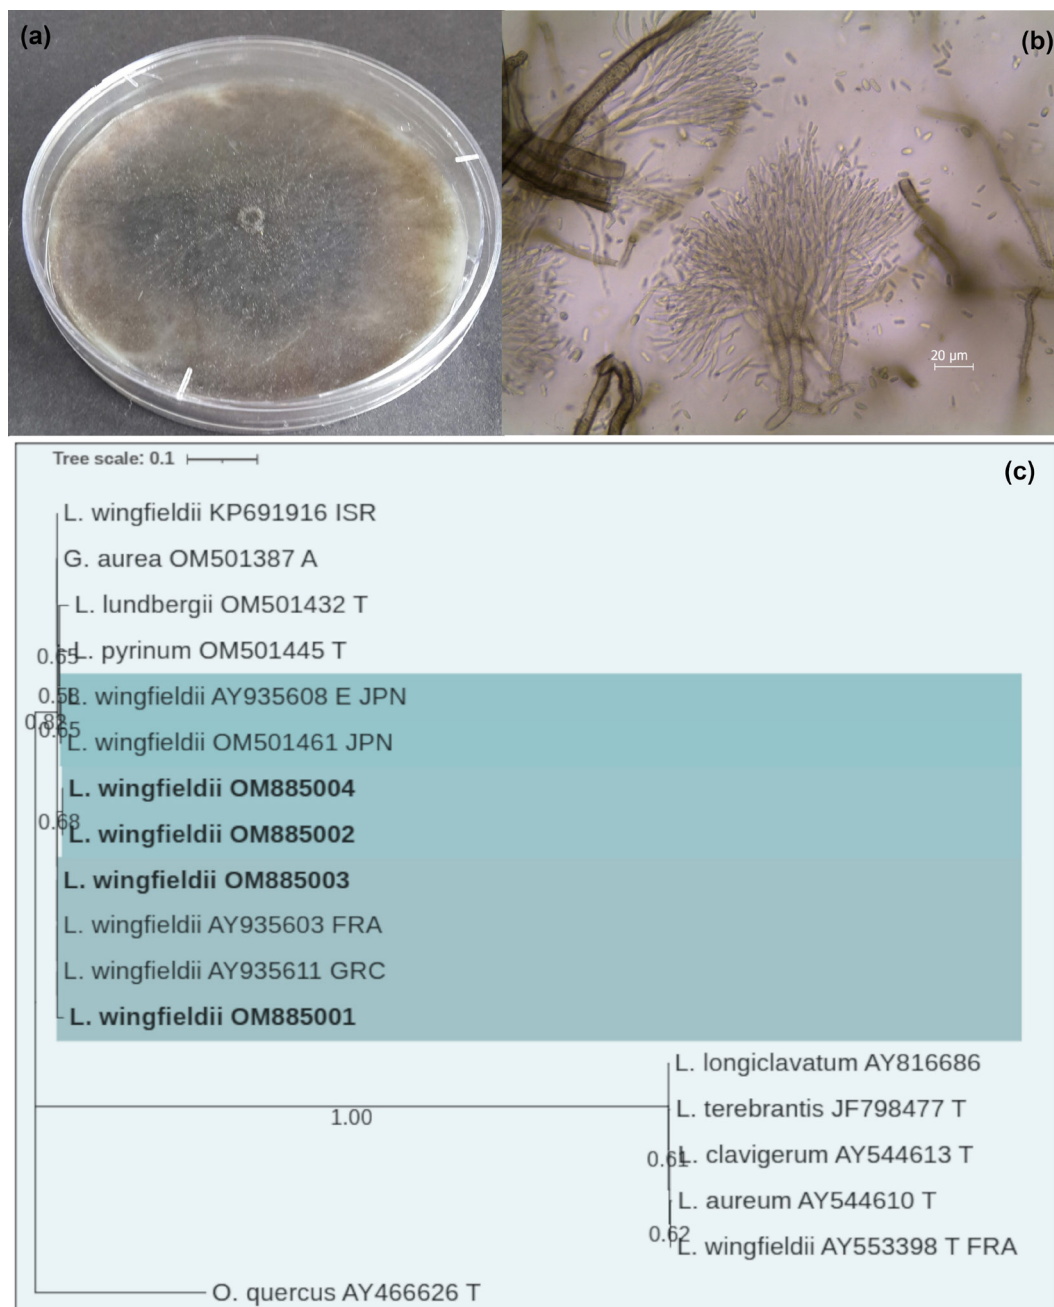 (a)
(b)
20 µm
Tree scale: 0.1
(c)
L. wingfieldii KP691916 ISR
G. aurea OM501387 A
L. lundbergii OM501432 T
L. pyrinum OM501445 T
0.65
L. wingfieldii AY935608 E JPN
0.58
0.65
L. wingfieldii OM501461 JPN
L. wingfieldii OM885004
0.68
L. wingfieldii OM885002
L. wingfieldii OM885003
L. wingfieldii AY935603 FRA
L. wingfieldii AY935611 GRC
L. wingfieldii OM885001
L. longiclavatum AY816686
L. terebrantis JF798477 T
1.00
L. clavigerum AY544613 T
0.61
L. aureum AY544610 T
0.62
L. wingfieldii AY553398 T FRA
O. quercus AY466626 T